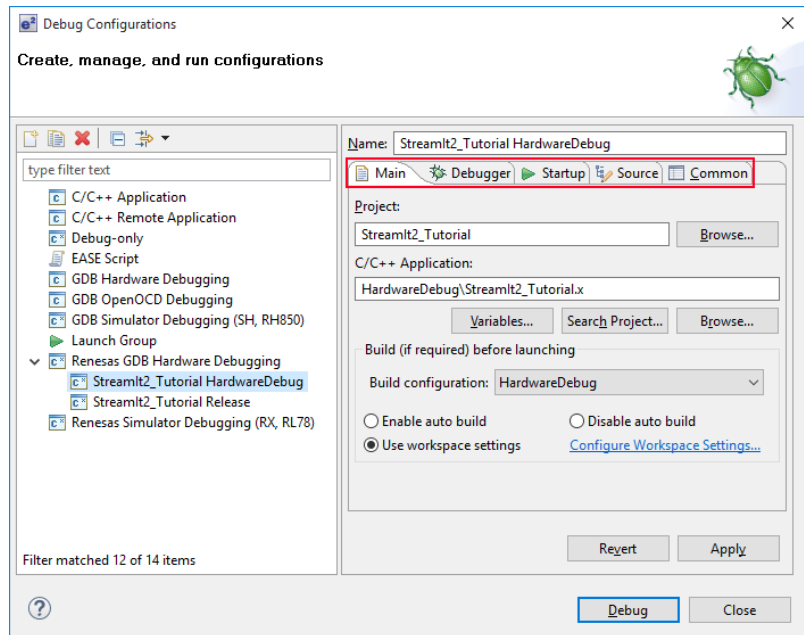 e² Debug Configurations
Create, manage, and run configurations
type filter text
C/C++ Application
C/C++ Remote Application
Debug-only
EASE Script
GDB Hardware Debugging
GDB OpenOCD Debugging
GDB Simulator Debugging (SH, RH850)
Launch Group
Renesas GDB Hardware Debugging
StreamIt2_Tutorial HardwareDebug
StreamIt2_Tutorial Release
Renesas Simulator Debugging (RX, RL78)
Filter matched 12 of 14 items
Name: StreamIt2_Tutorial HardwareDebug
Main Debugger Startup Source Common
Project:
StreamIt2_Tutorial Browse...
C/C++ Application:
HardwareDebug\StreamIt2_Tutorial.x
Variables... Search Project... Browse...
Build (if required) before launching
Build configuration: HardwareDebug
Enable auto build Disable auto build
Use workspace settings Configure Workspace Settings...
Revert Apply
? Debug Close